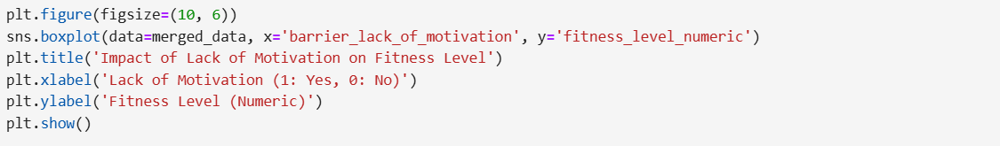 plt.figure(figsize=(10, 6))
sns.boxplot(data=merged_data, x='barrier_lack_of_motivation', y='fitness_level_numeric')
plt.title('Impact of Lack of Motivation on Fitness Level')
plt.xlabel('Lack of Motivation (1: Yes, 0: No)')
plt.ylabel('Fitness Level (Numeric)')
plt.show()